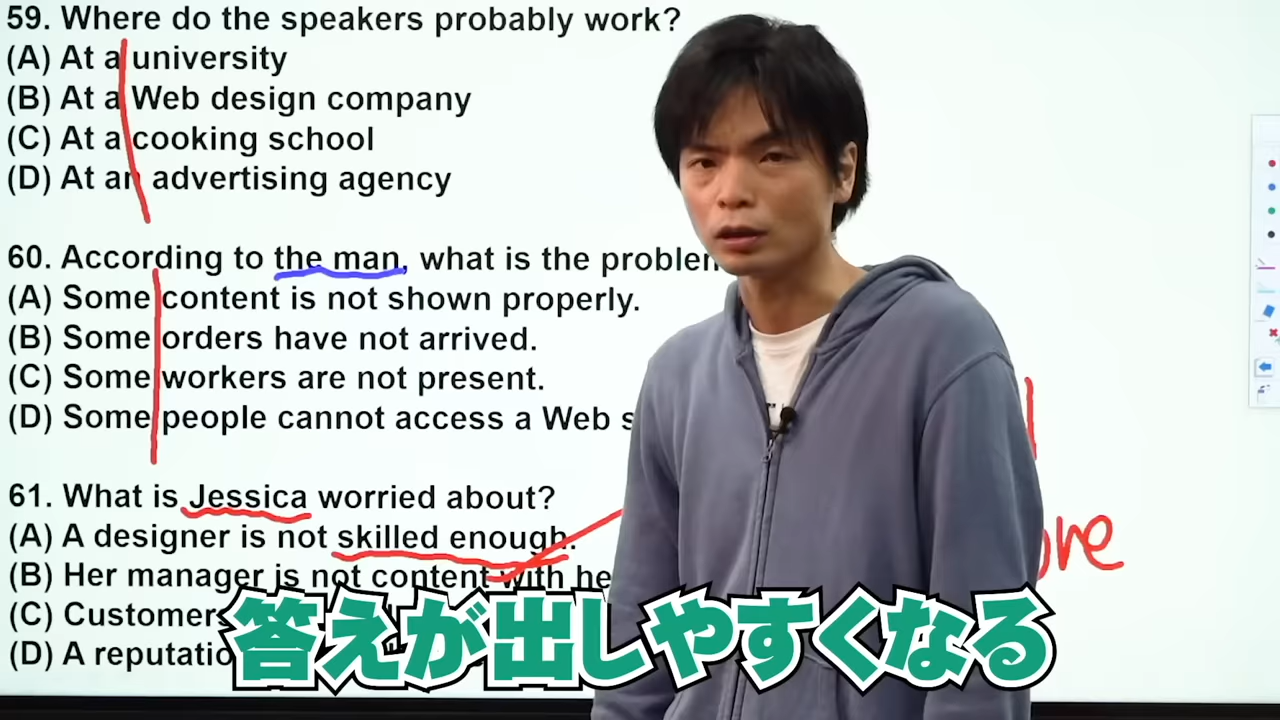 59. Where do the speakers probably work?
(A) At a university
(B) At a Web design company
(C) At a cooking school
(D) At an advertising agency
60. According to the man, what is the problem
(A) Some content is not shown properly.
(B) Some orders have not arrived.
(C) Some workers are not present.
(D) Some people cannot access a Web s
61. What is Jessica worried about?
(A) A designer is not skilled enough.
(B) Her manager is not content with he
(C) Customers
(D) A reputatio
答えが出しやすくなる